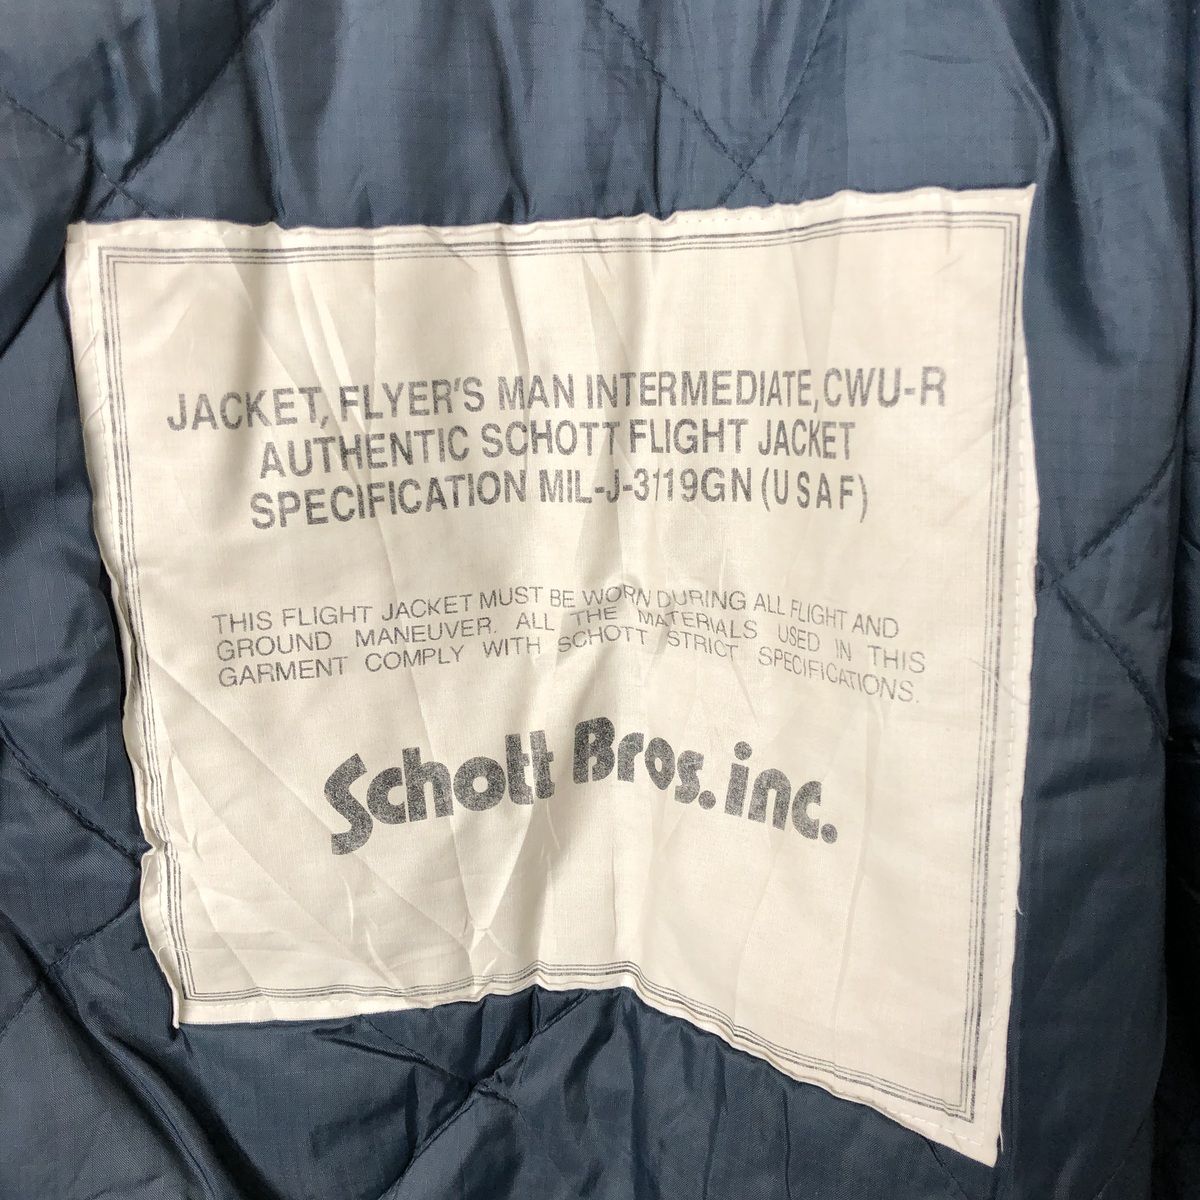 JACKET, FLYER'S MAN INTERMEDIATE, CWU-R
AUTHENTIC SCHOTT FLIGHT JACKET
SPECIFICATION MIL-J-3119GN (USAF)
THIS FLIGHT JACKET MUST BE WORN DURING ALL FLIGHT AND
GROUND MANEUVER. ALL THE MATERIALS USED IN THIS
GARMENT COMPLY WITH SCHOTT STRICT SPECIFICATIONS.
Schott Bros. inc.